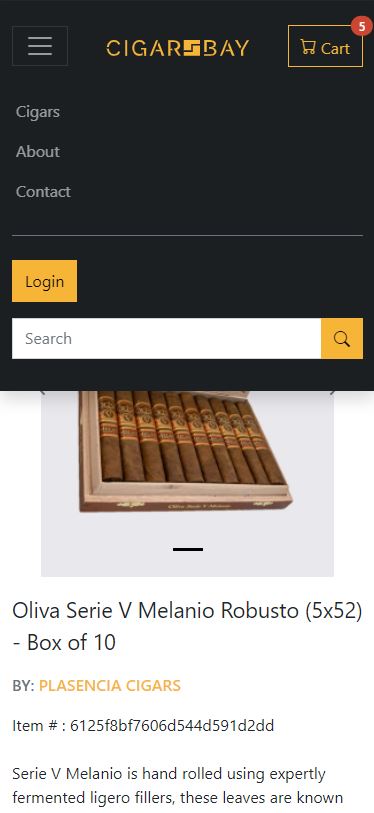 CIGARSBAY
Cart
5
Cigars
About
Contact
Login
Search
Oliva Serie V Melanio
Oliva Serie V Melanio Robusto (5x52)
- Box of 10
BY: PLASENCIA CIGARS
Item # : 6125f8bf7606d544d591d2dd
Serie V Melanio is hand rolled using expertly
fermented ligero fillers, these leaves are known